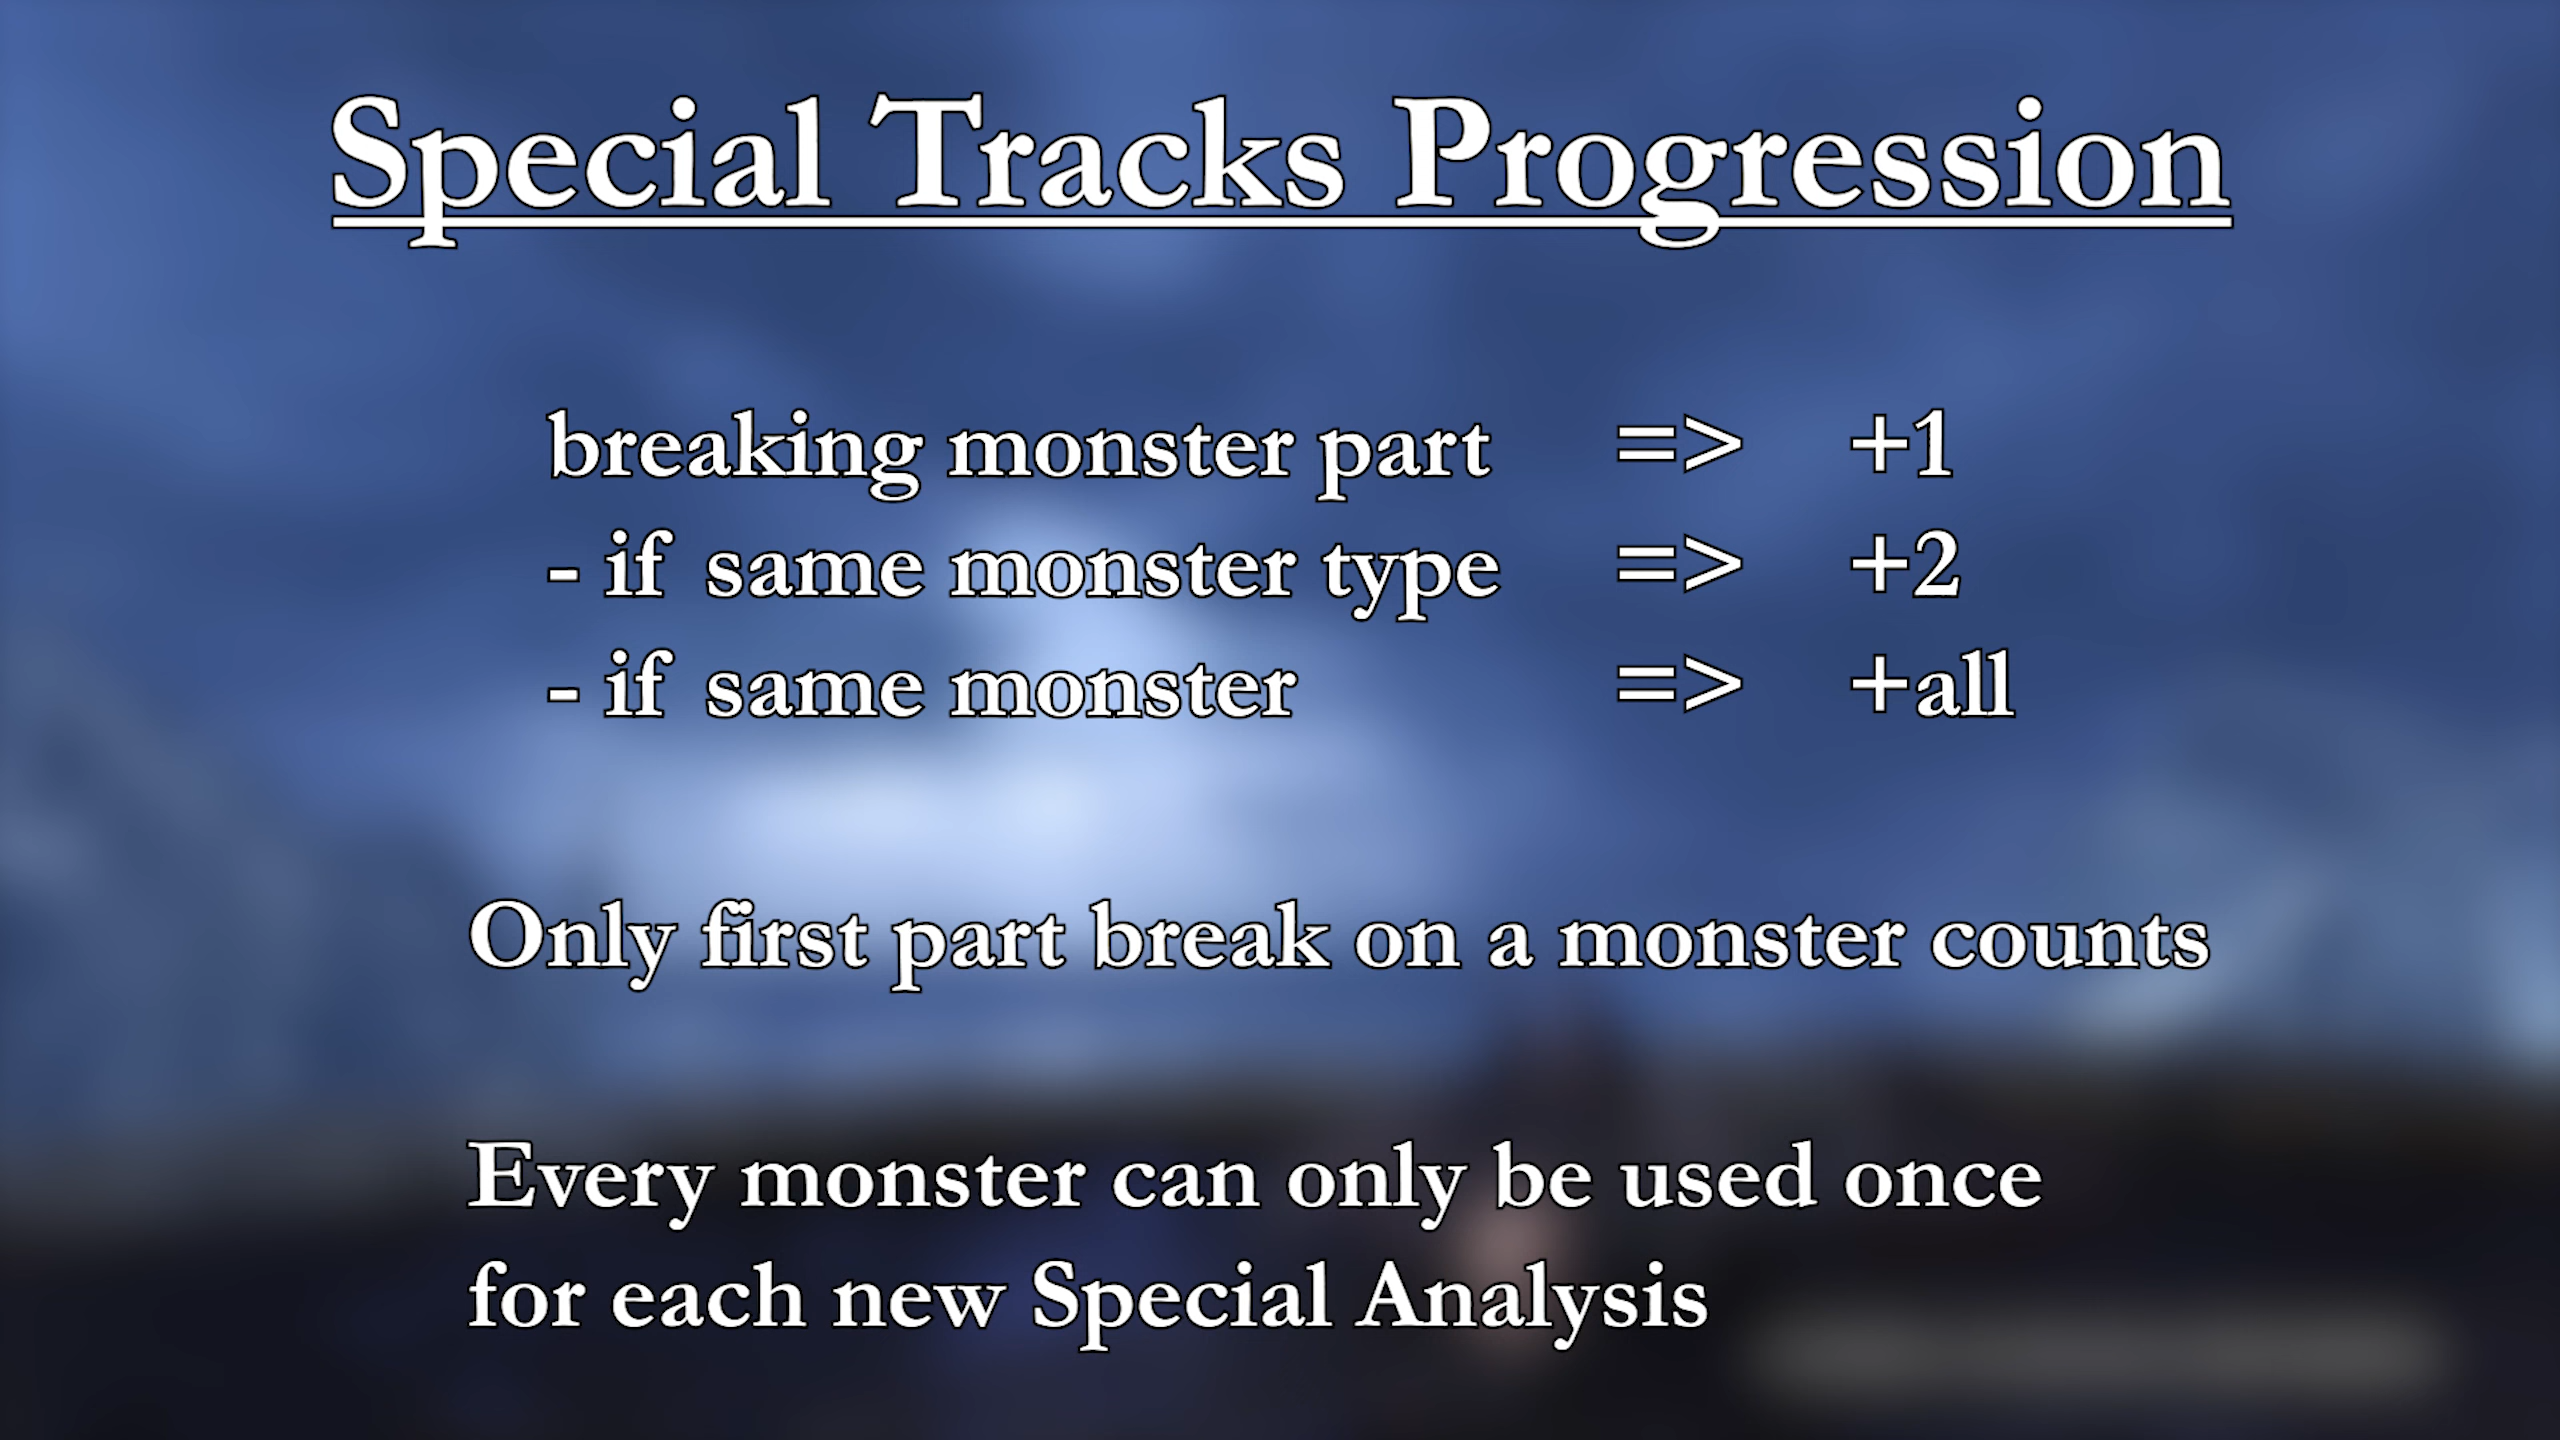 Special Tracks Progression
breaking monster part => +1
- if same monster type => +2
- if same monster => +all
Only first part break on a monster counts
Every monster can only be used once
for each new Special Analysis